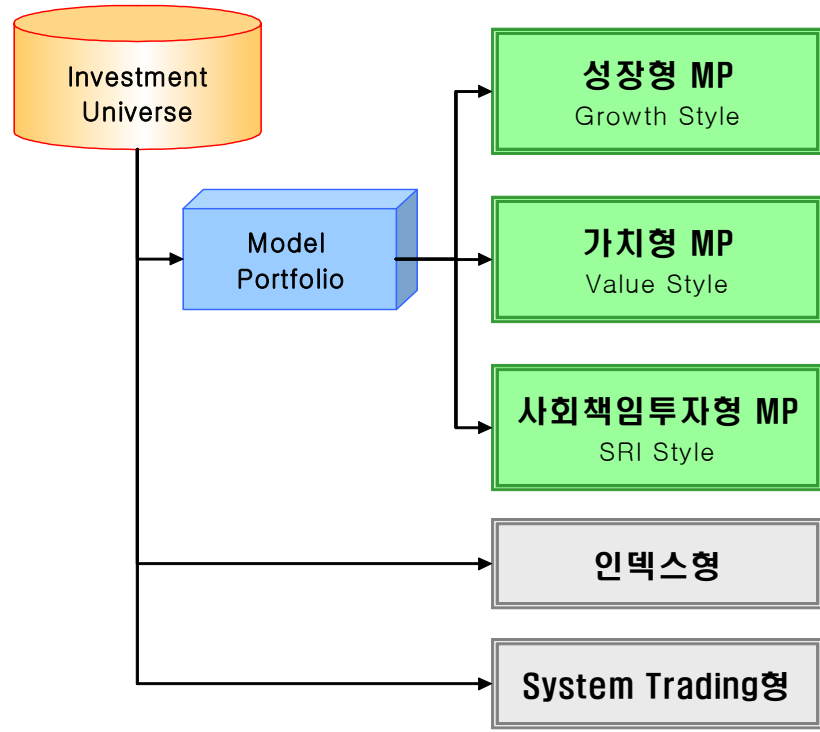 Investment
Universe
Model
Portfolio
성장형 MP
Growth Style
가치형 MP
Value Style
사회책임투자형 MP
SRI Style
인덱스형
System Trading형